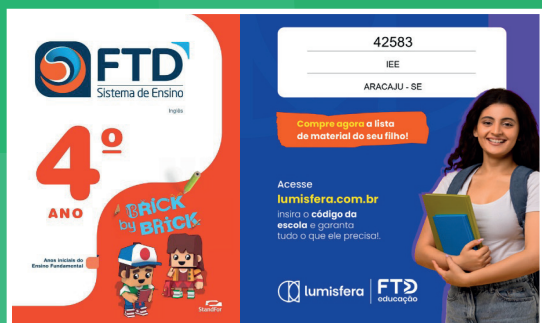 FTD
Sistema de Ensino
Inglês
4º
ANO
BRICK
by BRICK
Anos iniciais do
Ensino Fundamental
StandFor
42583
IEE
ARACAJU - SE
Compre agora a lista
de material do seu filho!
Acesse
lumisfera.com.br
insira o código da
escola e garanta
tudo o que ele precisa!.
lumisfera
FTD
educação